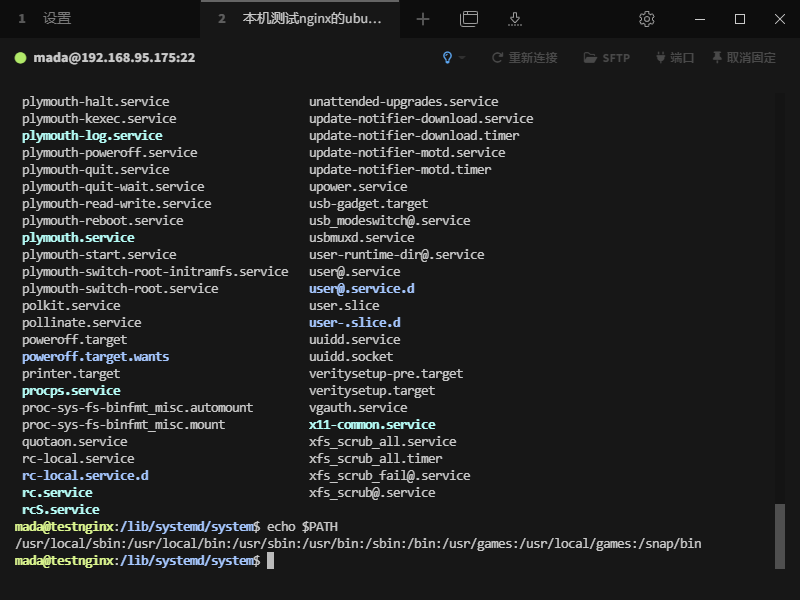 1 设置 2 本机测试nginx的ubu...
mada@192.168.95.175:22 重新连接 SFTP 端口 取消固定
plymouth-halt.service unattended-upgrades.service
plymouth-kexec.service update-notifier-download.service
plymouth-log.service update-notifier-download.timer
plymouth-poweroff.service update-notifier-motd.service
plymouth-quit.service update-notifier-motd.timer
plymouth-quit-wait.service upower.service
plymouth-read-write.service usb-gadget.target
plymouth-reboot.service usb_modeswitch@.service
plymouth.service usbmuxd.service
plymouth-start.service user-runtime-dir@.service
plymouth-switch-root-initramfs.service user@.service
plymouth-switch-root.service user@.service.d
polkit.service user.slice
pollinate.service user-.slice.d
poweroff.target uuidd.service
poweroff.target.wants uuidd.socket
printer.target veritysetup-pre.target
procps.service veritysetup.target
proc-sys-fs-binfmt_misc.automount vgauth.service
proc-sys-fs-binfmt_misc.mount x11-common.service
quotaon.service xfs_scrub_all.service
rc-local.service xfs_scrub_all.timer
rc-local.service.d xfs_scrub_fail@.service
rc.service xfs_scrub@.service
rcS.service
mada@testnginx:/lib/systemd/system$ echo $PATH
/usr/local/sbin:/usr/local/bin:/usr/sbin:/usr/bin:/sbin:/bin:/usr/games:/usr/local/games:/snap/bin
mada@testnginx:/lib/systemd/system$